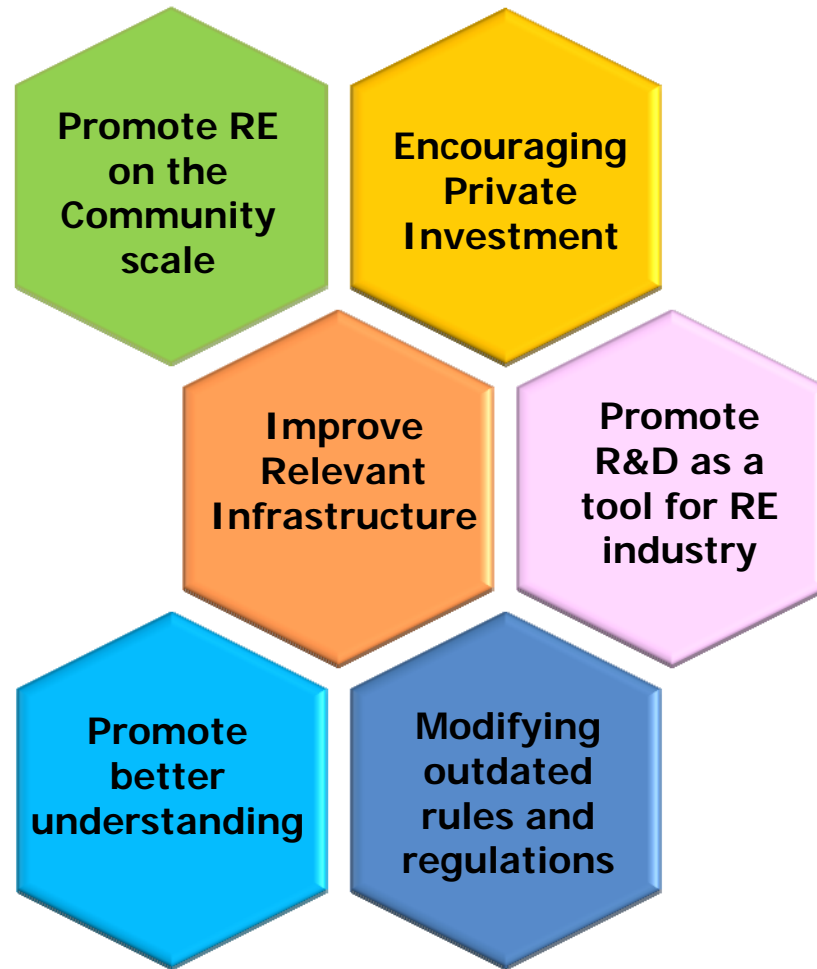 Promote RE
on the
Community
scale
Encouraging
Private
Investment
Improve
Relevant
Infrastructure
Promote
R&D as a
tool for RE
industry
Promote
better
understanding
Modifying
outdated
rules and
regulations